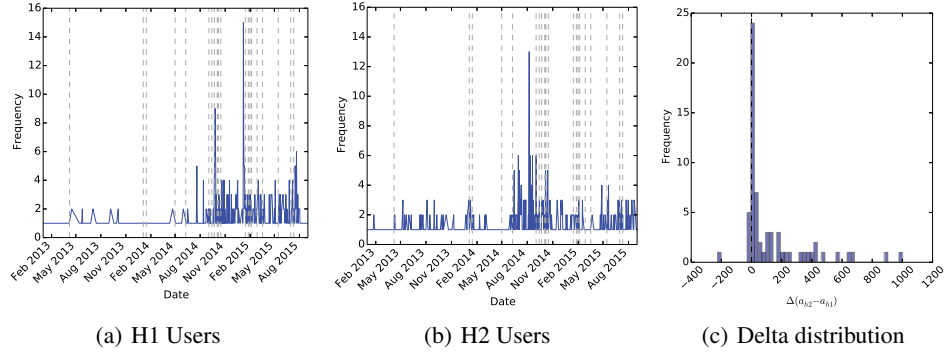 16
14
12
10
8
6
4
2
0
Frequency
Feb 2013
May 2013
Aug 2013
Nov 2013
Feb 2014
May 2014
Aug 2014
Nov 2014
Feb 2015
May 2015
Aug 2015
Date
(a) H1 Users
16
14
12
10
8
6
4
2
0
Frequency
Feb 2013
May 2013
Aug 2013
Nov 2013
Feb 2014
May 2014
Aug 2014
Nov 2014
Feb 2015
May 2015
Aug 2015
Date
(b) H2 Users
25
20
15
10
5
0
Frequency
−400
−200
0
200
400
600
800
1000
1200
Δ(a_{h2}−a_{h1})
(c) Delta distribution